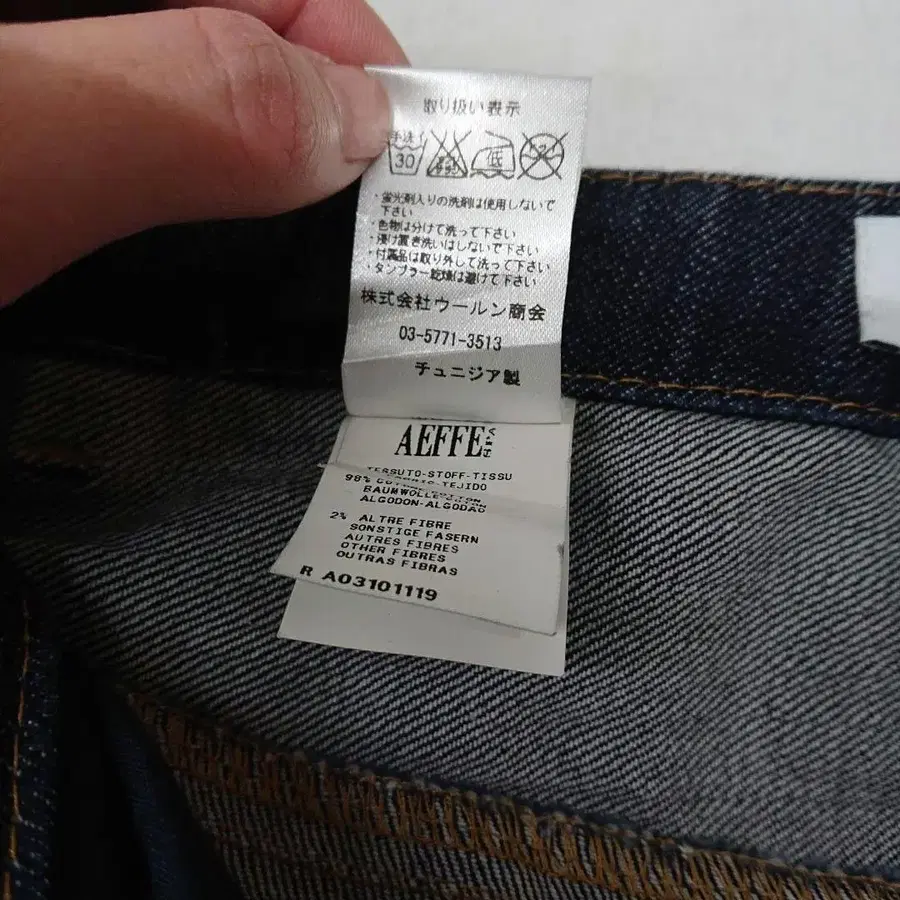 取り扱い表示
手洗イ
30
低
・蛍光剤入りの洗剤は使用しないで
下さい
・色物は分けて洗って下さい
・浸け置き洗いはしないで下さい
・付属品は取り外して洗って下さい
・タンブラー乾燥は避けて下さい
株式会社ウールン商会
03-5771-3513
チュニジア製
AEFFE SPA
TESSUTO-STOFF-TISSU
TEJIDO
98%
BAUMWOLLE
ALGODON-ALGODAO
2% ALTRE FIBRE
SONSTIGE FASERN
AUTRES FIBRES
OTHER FIBRES
OUTRAS FIBRAS
R A03101119